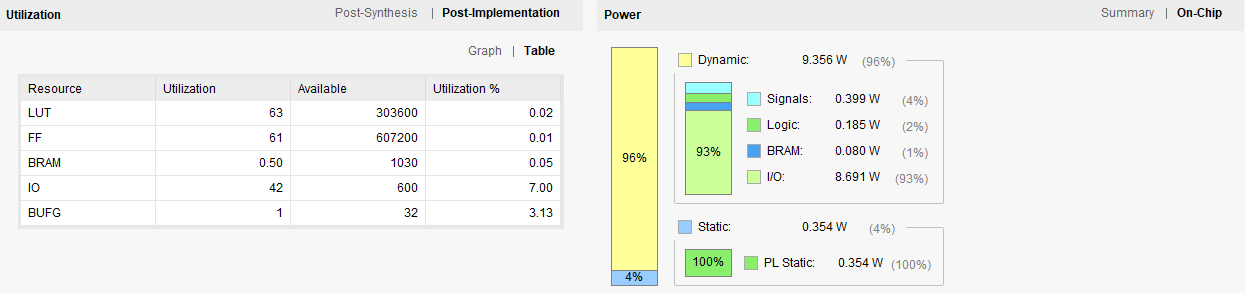 Utilization Post-Synthesis | Post-Implementation
Graph | Table
Resource Utilization Available Utilization %
LUT 63 303600 0.02
FF 61 607200 0.01
BRAM 0.50 1030 0.05
IO 42 600 7.00
BUFG 1 32 3.13
Power Summary | On-Chip
96%
4%
Dynamic: 9.356 W (96%)
93%
Signals: 0.399 W (4%)
Logic: 0.185 W (2%)
BRAM: 0.080 W (1%)
I/O: 8.691 W (93%)
Static: 0.354 W (4%)
100%
PL Static: 0.354 W (100%)